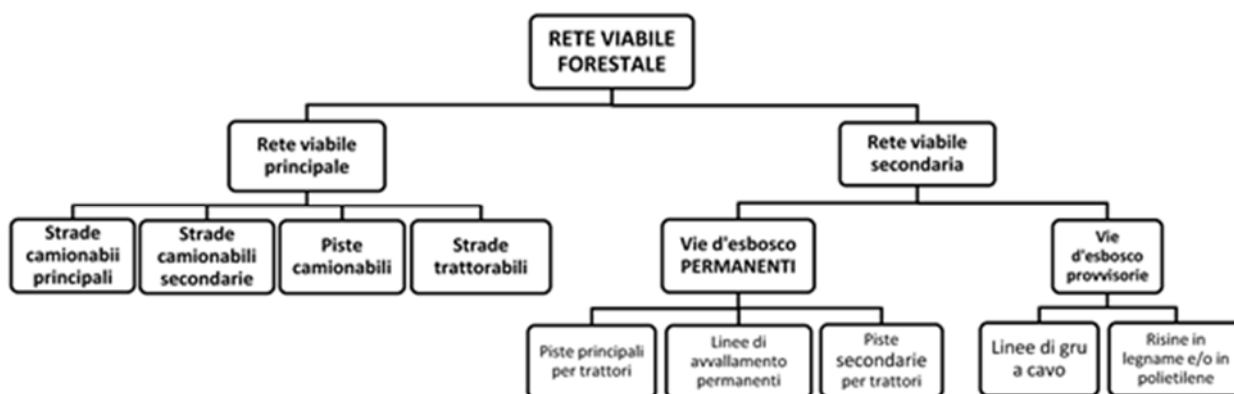 RETE VIABILE
FORESTALE
Rete viabile
principale
Rete viabile
secondaria
Strade
camionabii
principali
Strade
camionabili
secondarie
Piste
camionabili
Strade
trattorabili
Vie d'esbosco
PERMANENTI
Vie
d'esbosco
provvisorie
Piste principali
per trattori
Linee di
avvallamento
permanenti
Piste
secondarie
per trattori
Linee di gru
a cavo
Risine in
legname e/o in
polietilene